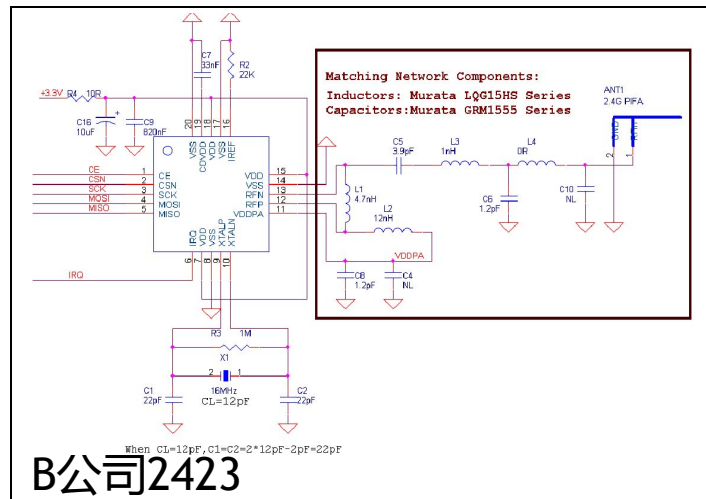 C7
33nF
R2
22K
+3.3V
R4
10R
C16
10uF
C9
820nF
20
19
18
17
16
VSS
CDVDD
VDD
VSS
IREF
CE
CSN
SCK
MOSI
MISO
1
2
3
4
5
CE
CSN
SCK
MOSI
MISO
VDD
VSS
RFN
RFP
VDDPA
15
14
13
12
11
IRQ
VDD
VSS
XTALP
XTALN
6
7
8
9
10
IRQ
R3
1M
X1
2
1
16MHz
CL=12pF
C1
22pF
C2
22pF
When CL=12pF,C1=C2=2*12pF-2pF=22pF
Matching Network Components:
Inductors: Murata LQG15HS Series
Capacitors:Murata GRM1555 Series
ANT1
2.4G PIFA
GND
RFIN
2
1
C5
3.9pF
L3
1nH
L4
0R
L1
4.7nH
L2
12nH
C6
1.2pF
C10
NL
VDDPA
C8
1.2pF
C4
NL
B公司2423